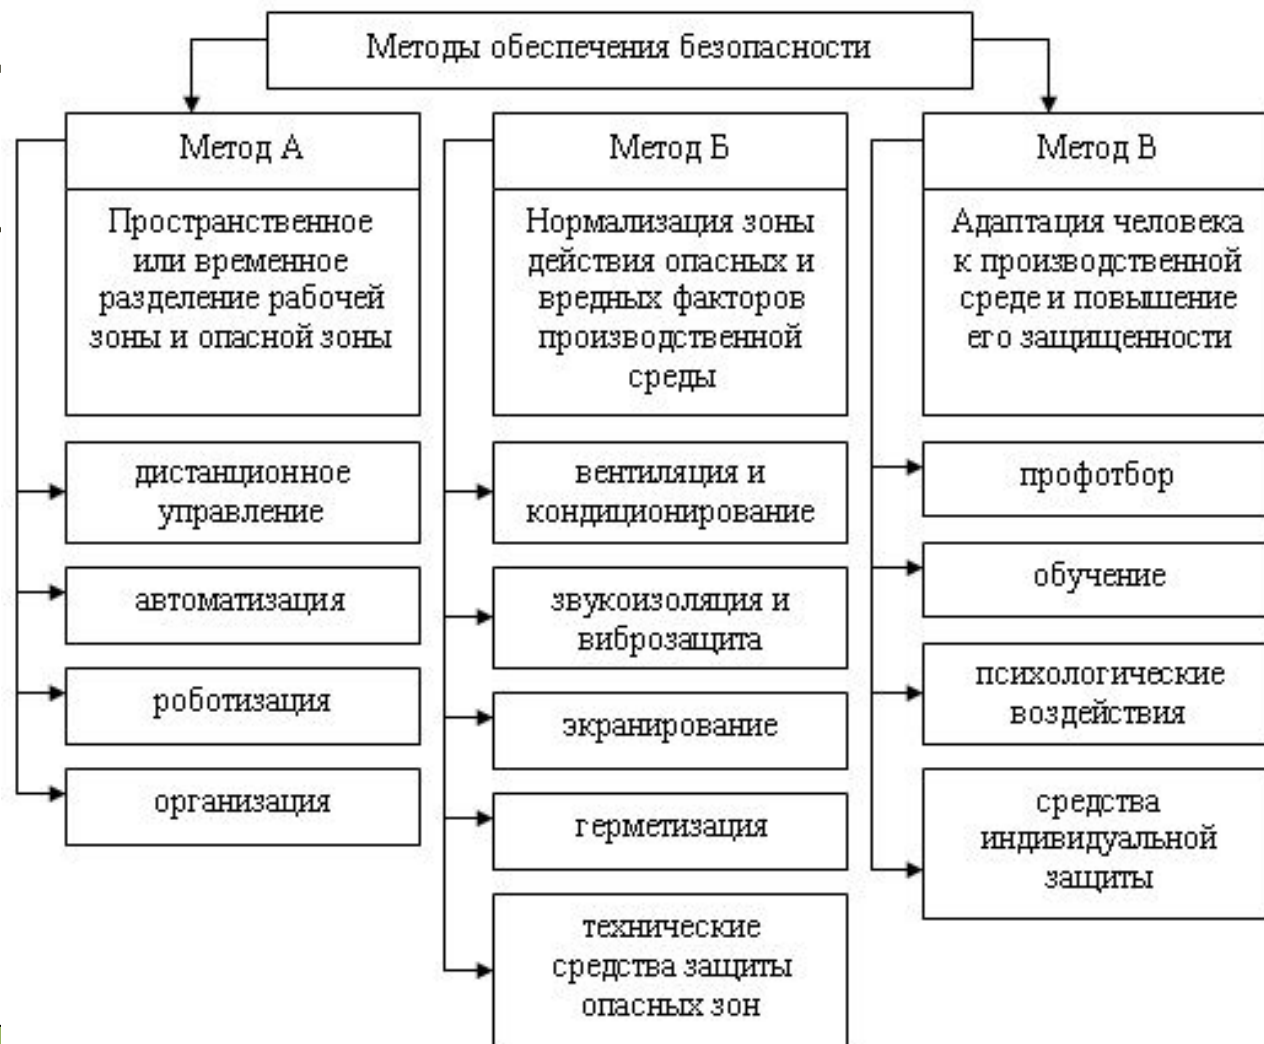 Методы обеспечения безопасности
Метод А
Пространственное
или временное
разделение рабочей
зоны и опасной зоны
дистанционное
управление
автоматизация
роботизация
организация
Метод Б
Нормализация зоны
действия опасных и
вредных факторов
производственной
среды
вентиляция и
кондиционирование
звукоизоляция и
виброзащита
экранирование
герметизация
технические
средства защиты
опасных зон
Метод В
Адаптация человека
к производственной
среде и повышение
его защищенности
профотбор
обучение
психологические
воздействия
средства
индивидуальной
защиты